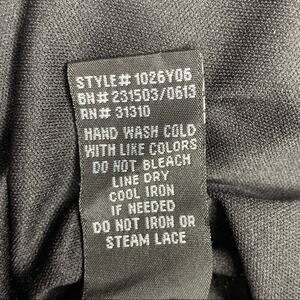 STYLE# 1026Y06
BN# 231503/0613
RN# 31310
HAND WASH COLD
WITH LIKE COLORS
DO NOT BLEACH
LINE DRY
COOL IRON
IF NEEDED
DO NOT IRON OR
STEAM LACE